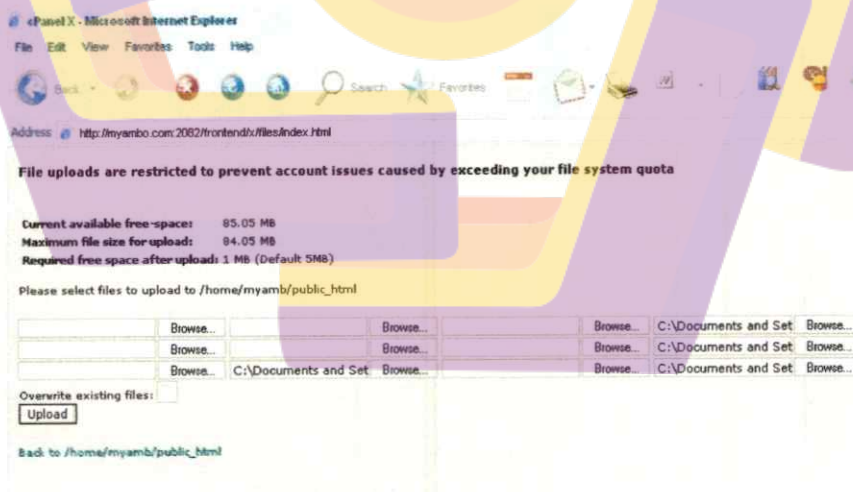 cPanel X - Microsoft Internet Explorer
File Edit View Favorites Tools Help
Back Search Favorites
Address http://myambo.com:2082/frontend/x/files/index.html
File uploads are restricted to prevent account issues caused by exceeding your file system quota
Current available free-space: 85.05 MB
Maximum file size for upload: 84.05 MB
Required free space after upload: 1 MB (Default 5MB)
Please select files to upload to /home/myamb/public_html
Browse... Browse... Browse... C:\Documents and Set Browse...
Browse... Browse... Browse... C:\Documents and Set Browse...
Browse... C:\Documents and Set Browse... Browse... C:\Documents and Set Browse...
Overwrite existing files:
Upload
Back to /home/myamb/public_html